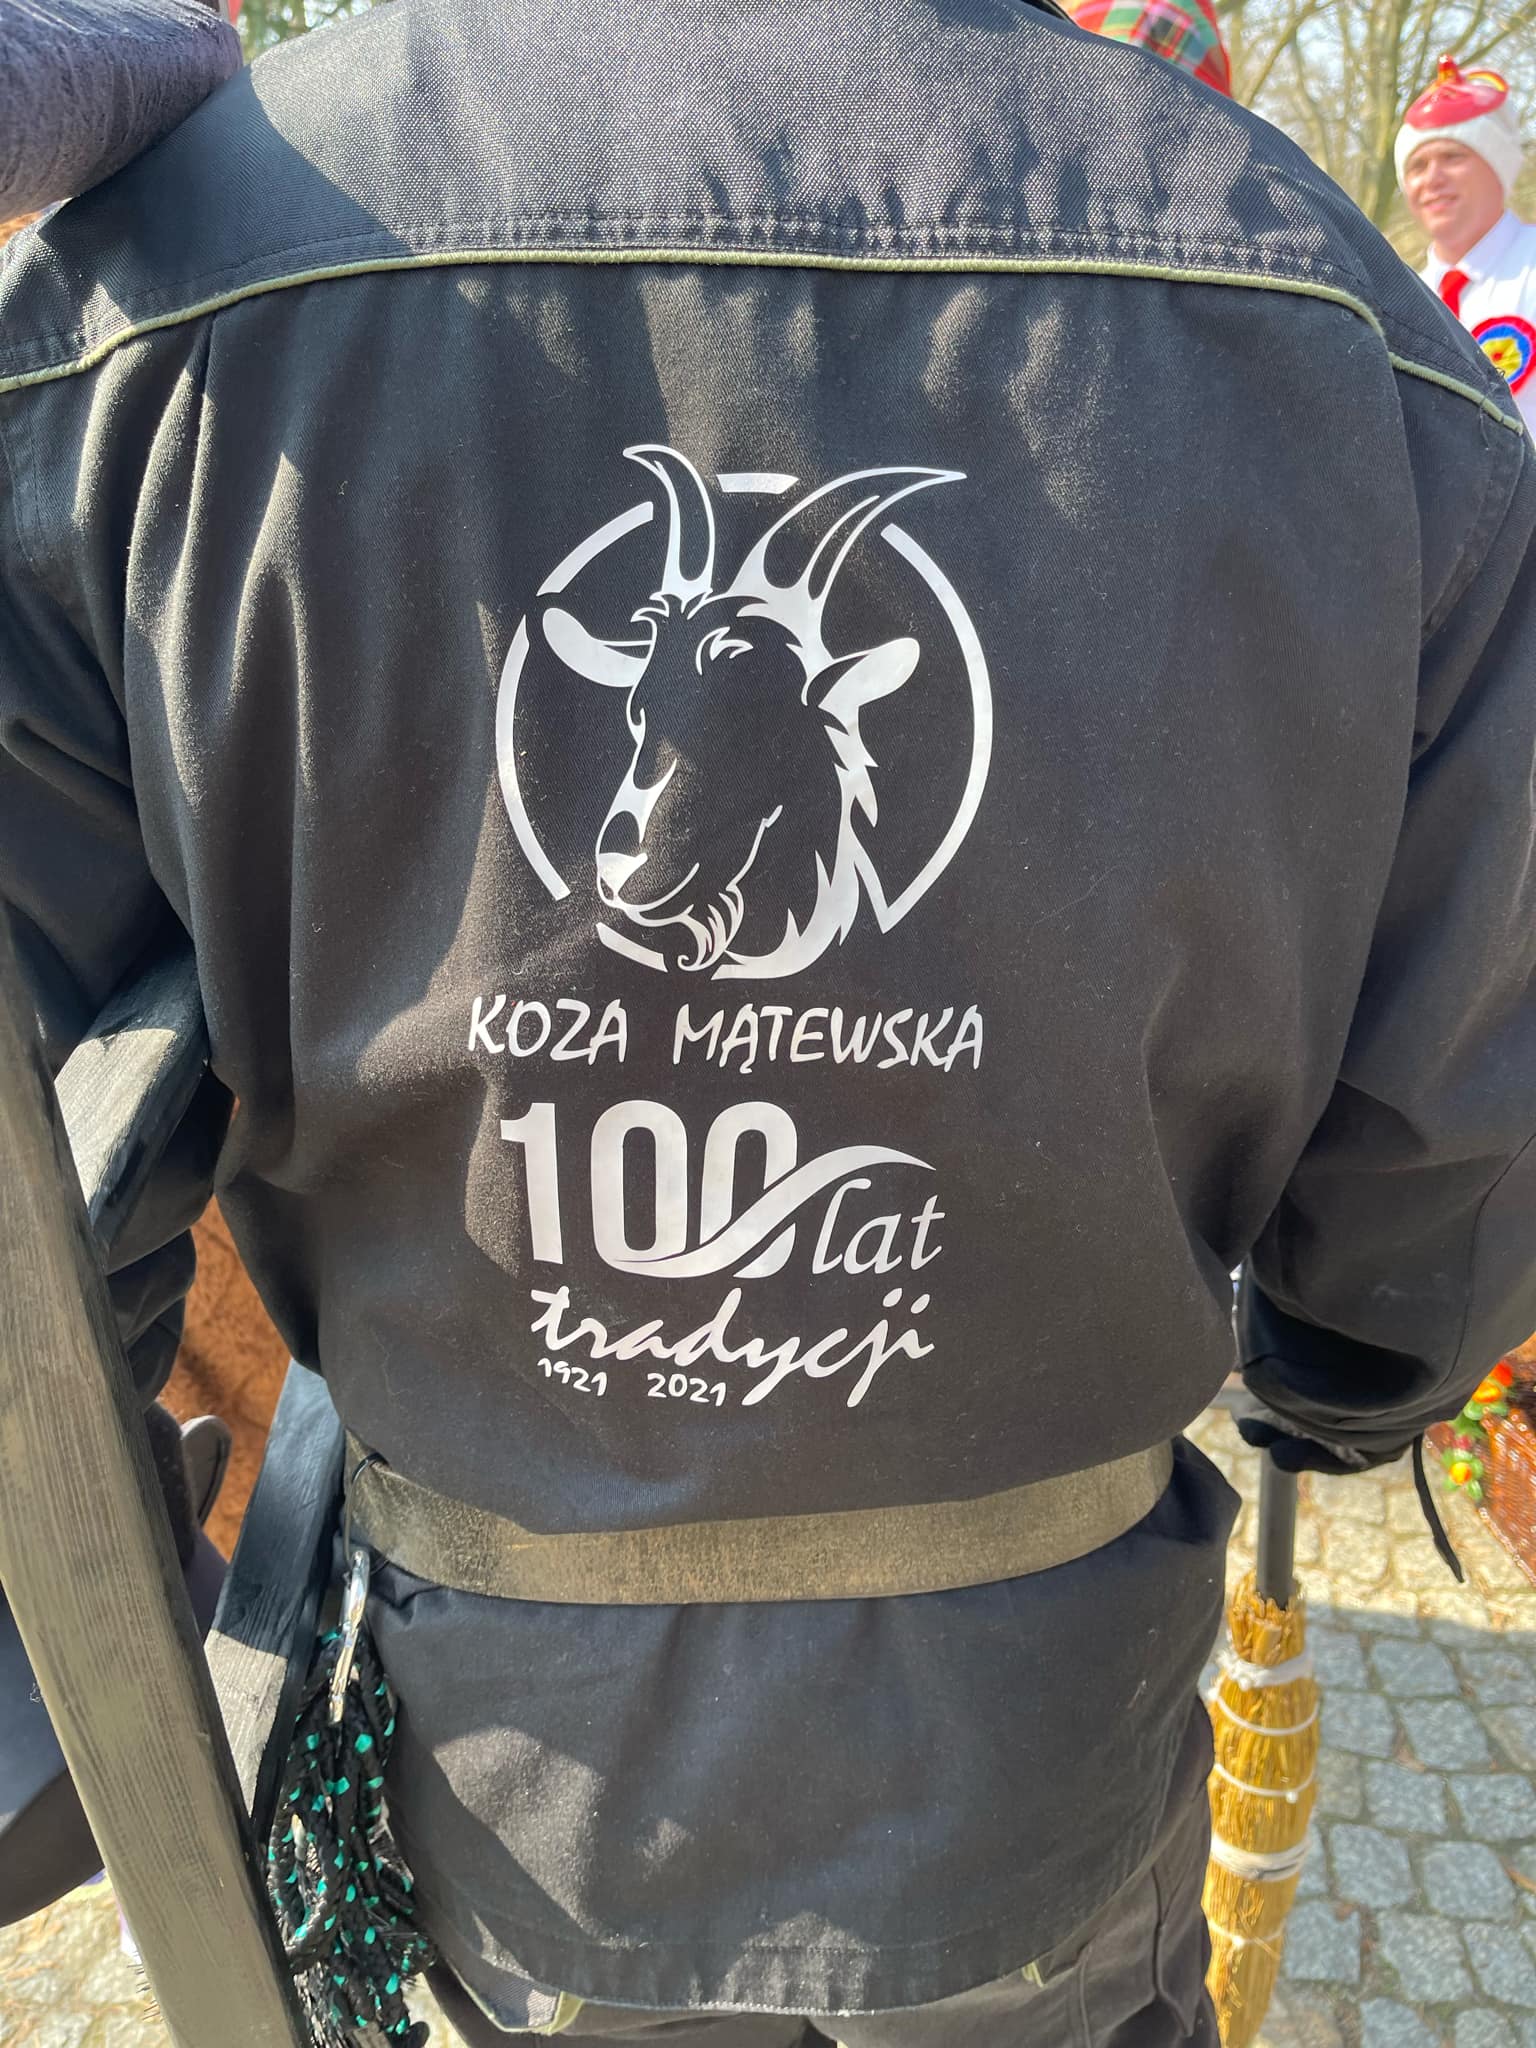 KOZA MĄTEWSKA
100 lat
tradycji
1921 2021